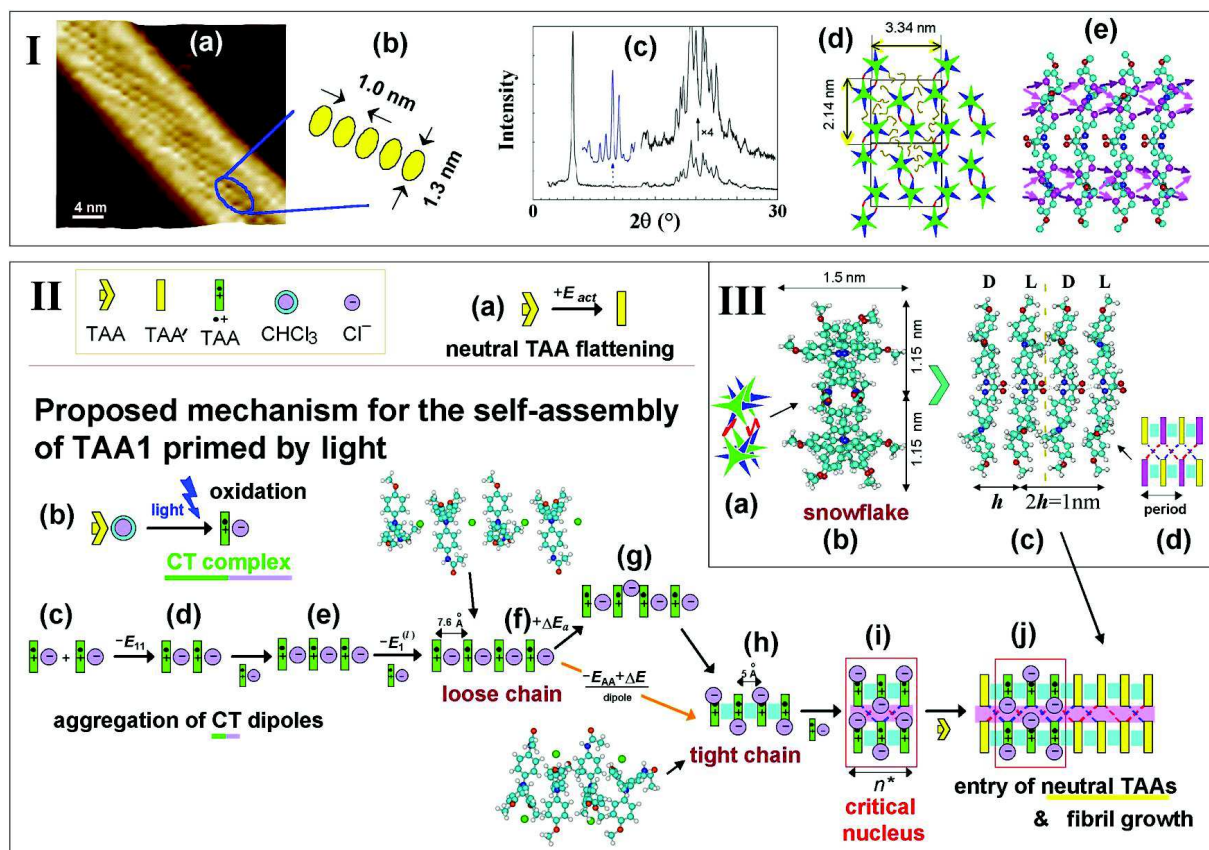 I
(a)
4 nm
(b)
1.0 nm
1.3 nm
(c)
Intensity
×4
0
2θ (°)
30
(d)
3.34 nm
2.14 nm
(e)
II
TAA
TAA′
•+
TAA
CHCl3
Cl−
(a)
+Eact
neutral TAA flattening
Proposed mechanism for the self-assembly
of TAA1 primed by light
(b)
light
oxidation
CT complex
(c)
+
−E11
(d)
(e)
−E1(l)
7.6 Å
(f)
+ΔEa
loose chain
aggregation of CT dipoles
(g)
−EAA+ΔE
dipole
(h)
5 Å
tight chain
(i)
n*
critical
nucleus
(j)
entry of neutral TAAs
& fibril growth
III
(a)
1.5 nm
1.15 nm
1.15 nm
snowflake
(b)
D L D L
h 2h=1nm
(c)
period
(d)